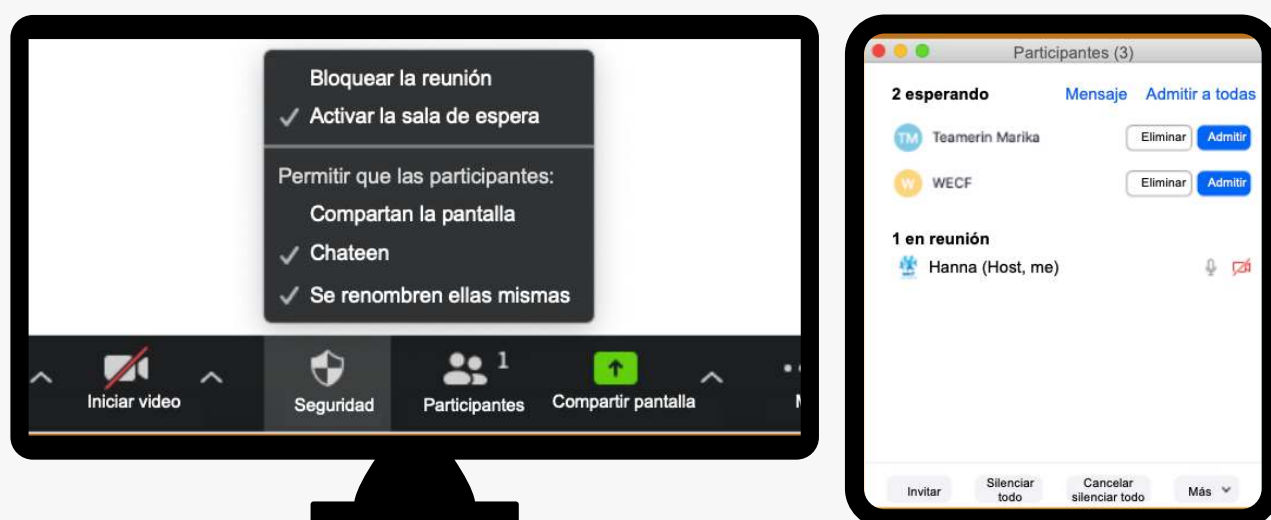 Bloquear la reunión
✓ Activar la sala de espera
Permitir que las participantes:
Compartan la pantalla
✓ Chateen
✓ Se renombren ellas mismas
Iniciar video
Seguridad
Participantes 1
Compartir pantalla
Participantes (3)
2 esperando Mensaje Admitir a todas
TM Teamerin Marika Eliminar Admitir
W WECF Eliminar Admitir
1 en reunión
Hanna (Host, me)
Invitar
Silenciar
todo
Cancelar
silenciar todo
Más